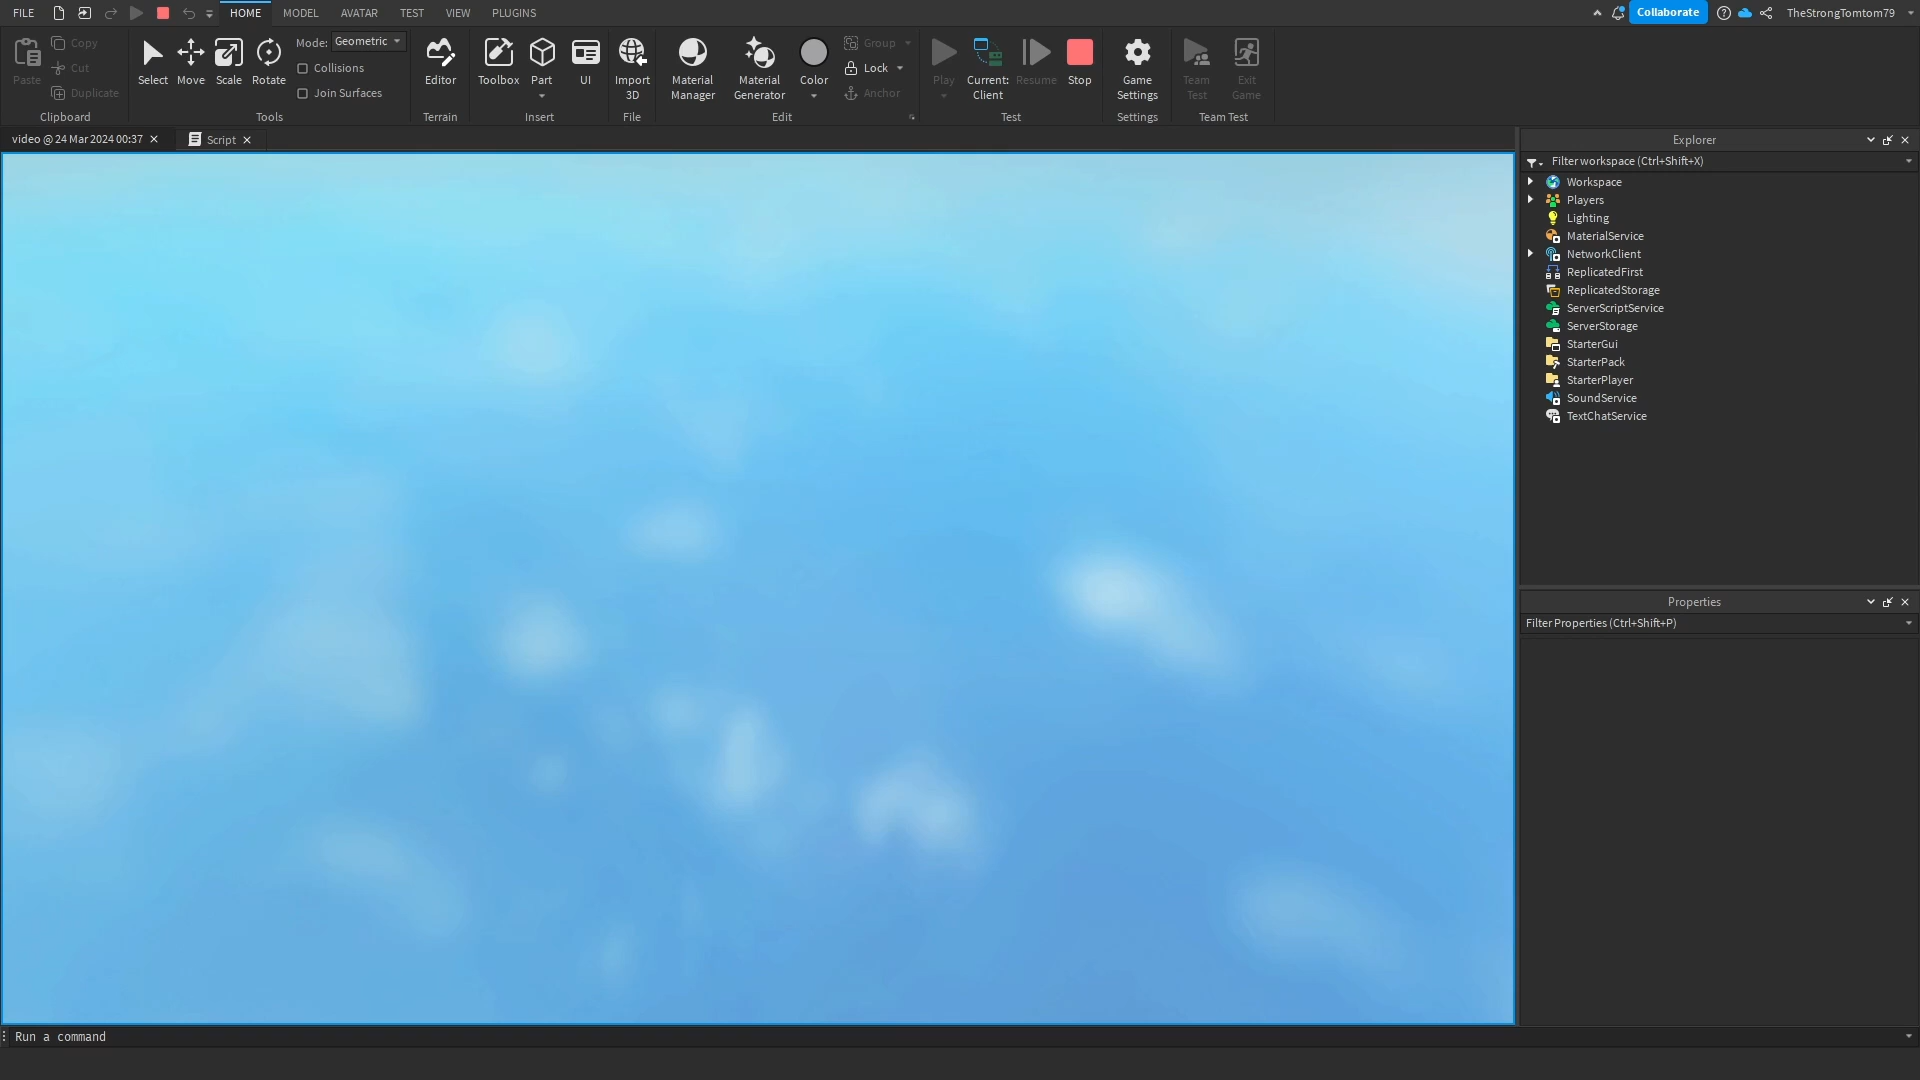 FILE HOME MODEL AVATAR TEST VIEW PLUGINS Collaborate TheStrongTomtom79
Paste Copy Cut Duplicate Select Move Scale Rotate Mode: Geometric Collisions Join Surfaces Editor Toolbox Part UI Import 3D Material Manager Material Generator Color Group Lock Anchor Play Current: Client Resume Stop Game Settings Team Test Exit Game
Clipboard Tools Terrain Insert File Edit Test Settings Team Test
video @ 24 Mar 2024 00:37 Script
Explorer
Filter workspace (Ctrl+Shift+X)
Workspace
Players
Lighting
MaterialService
NetworkClient
ReplicatedFirst
ReplicatedStorage
ServerScriptService
ServerStorage
StarterGui
StarterPack
StarterPlayer
SoundService
TextChatService
Properties
Filter Properties (Ctrl+Shift+P)
Run a command